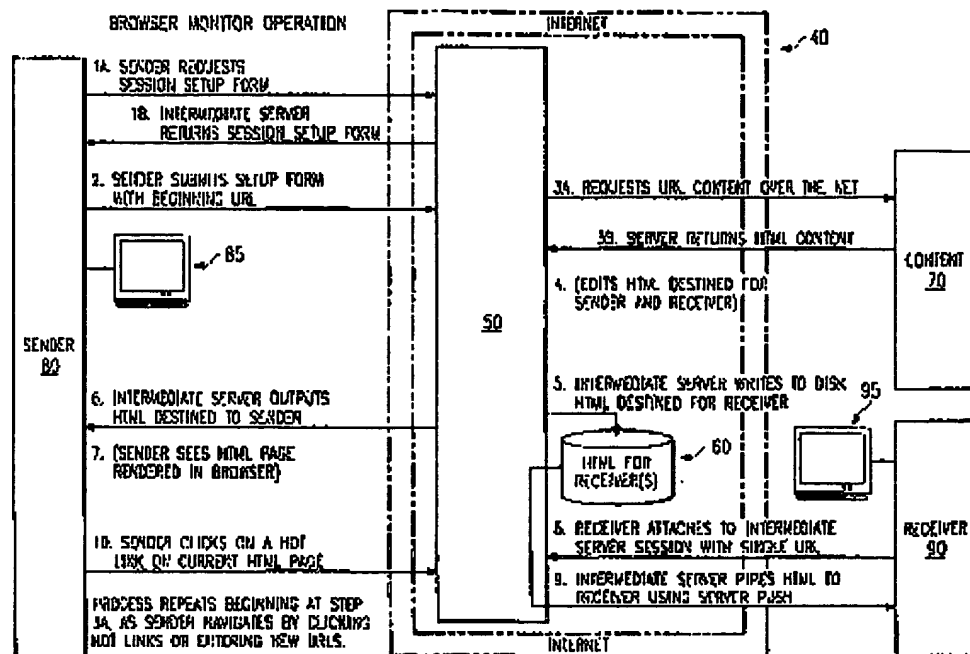 BROWSER MONITOR OPERATION
INTERNET
40
1A. SENDER REQUESTS
SESSION SETUP FORM
1B. INTERMEDIATE SERVER
RETURNS SESSION SETUP FORM
2. SENDER SUBMITS SETUP FORM
WITH BEGINNING URL
3A. REQUESTS URL CONTENT OVER THE NET
3B. SERVER RETURNS HTML CONTENT
85
CONTENT
70
4. (EDITS HTML DESTINED FOR
SENDER AND RECEIVER)
50
SENDER
80
5. INTERMEDIATE SERVER WRITES TO DISK
HTML DESTINED FOR RECEIVER
95
6. INTERMEDIATE SERVER OUTPUTS
HTML DESTINED TO SENDER
7. (SENDER SEES HTML PAGE
RENDERED IN BROWSER)
60
HTML FOR
RECEIVER(S)
8. RECEIVER ATTACHES TO INTERMEDIATE
SERVER SESSION WITH SINGLE URL
RECEIVER
90
10. SENDER CLICKS ON A HOT
LINK ON CURRENT HTML PAGE
9. INTERMEDIATE SERVER PIPES HTML TO
RECEIVER USING SERVER PUSH
PROCESS REPEATS BEGINNING AT STEP
3A, AS SENDER NAVIGATES BY CLICKING
HOT LINKS OR ENTERING NEW URLS.
INTERNET